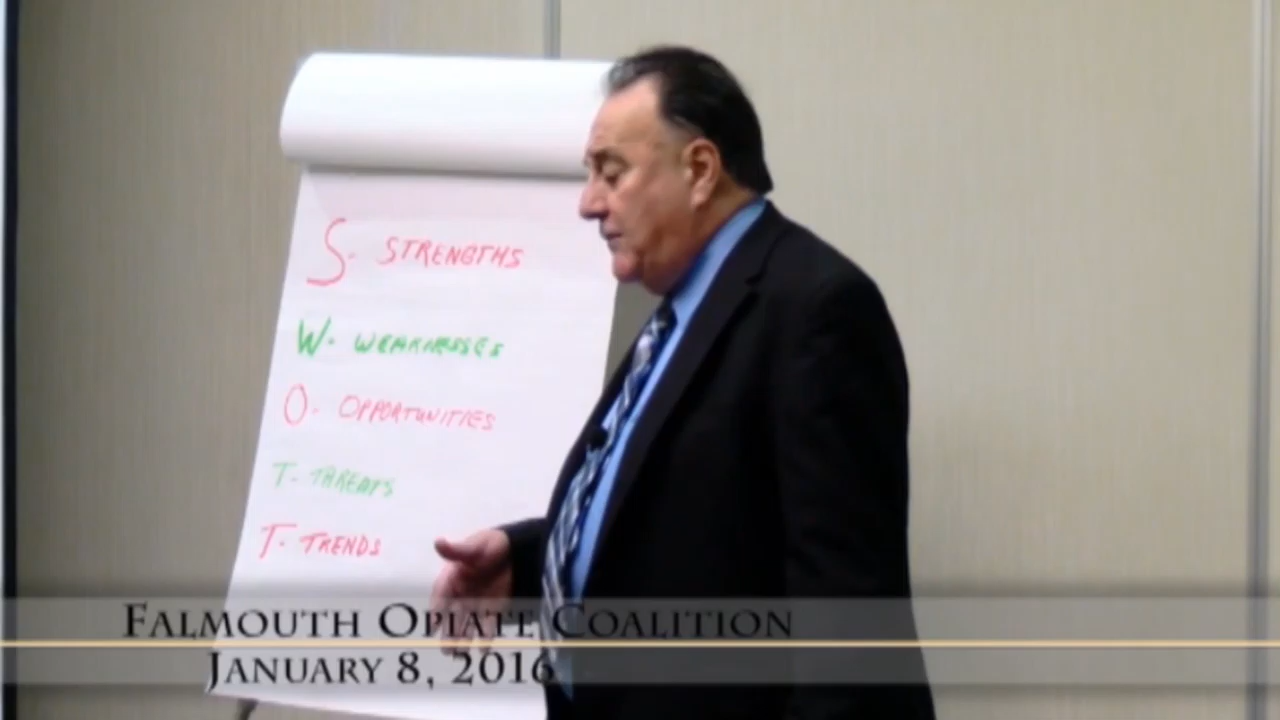 S- STRENGTHS
W- WEAKNESSES
O- OPPORTUNITIES
T- THREATS
T- TRENDS
FALMOUTH OPIATE COALITION
JANUARY 8, 2016